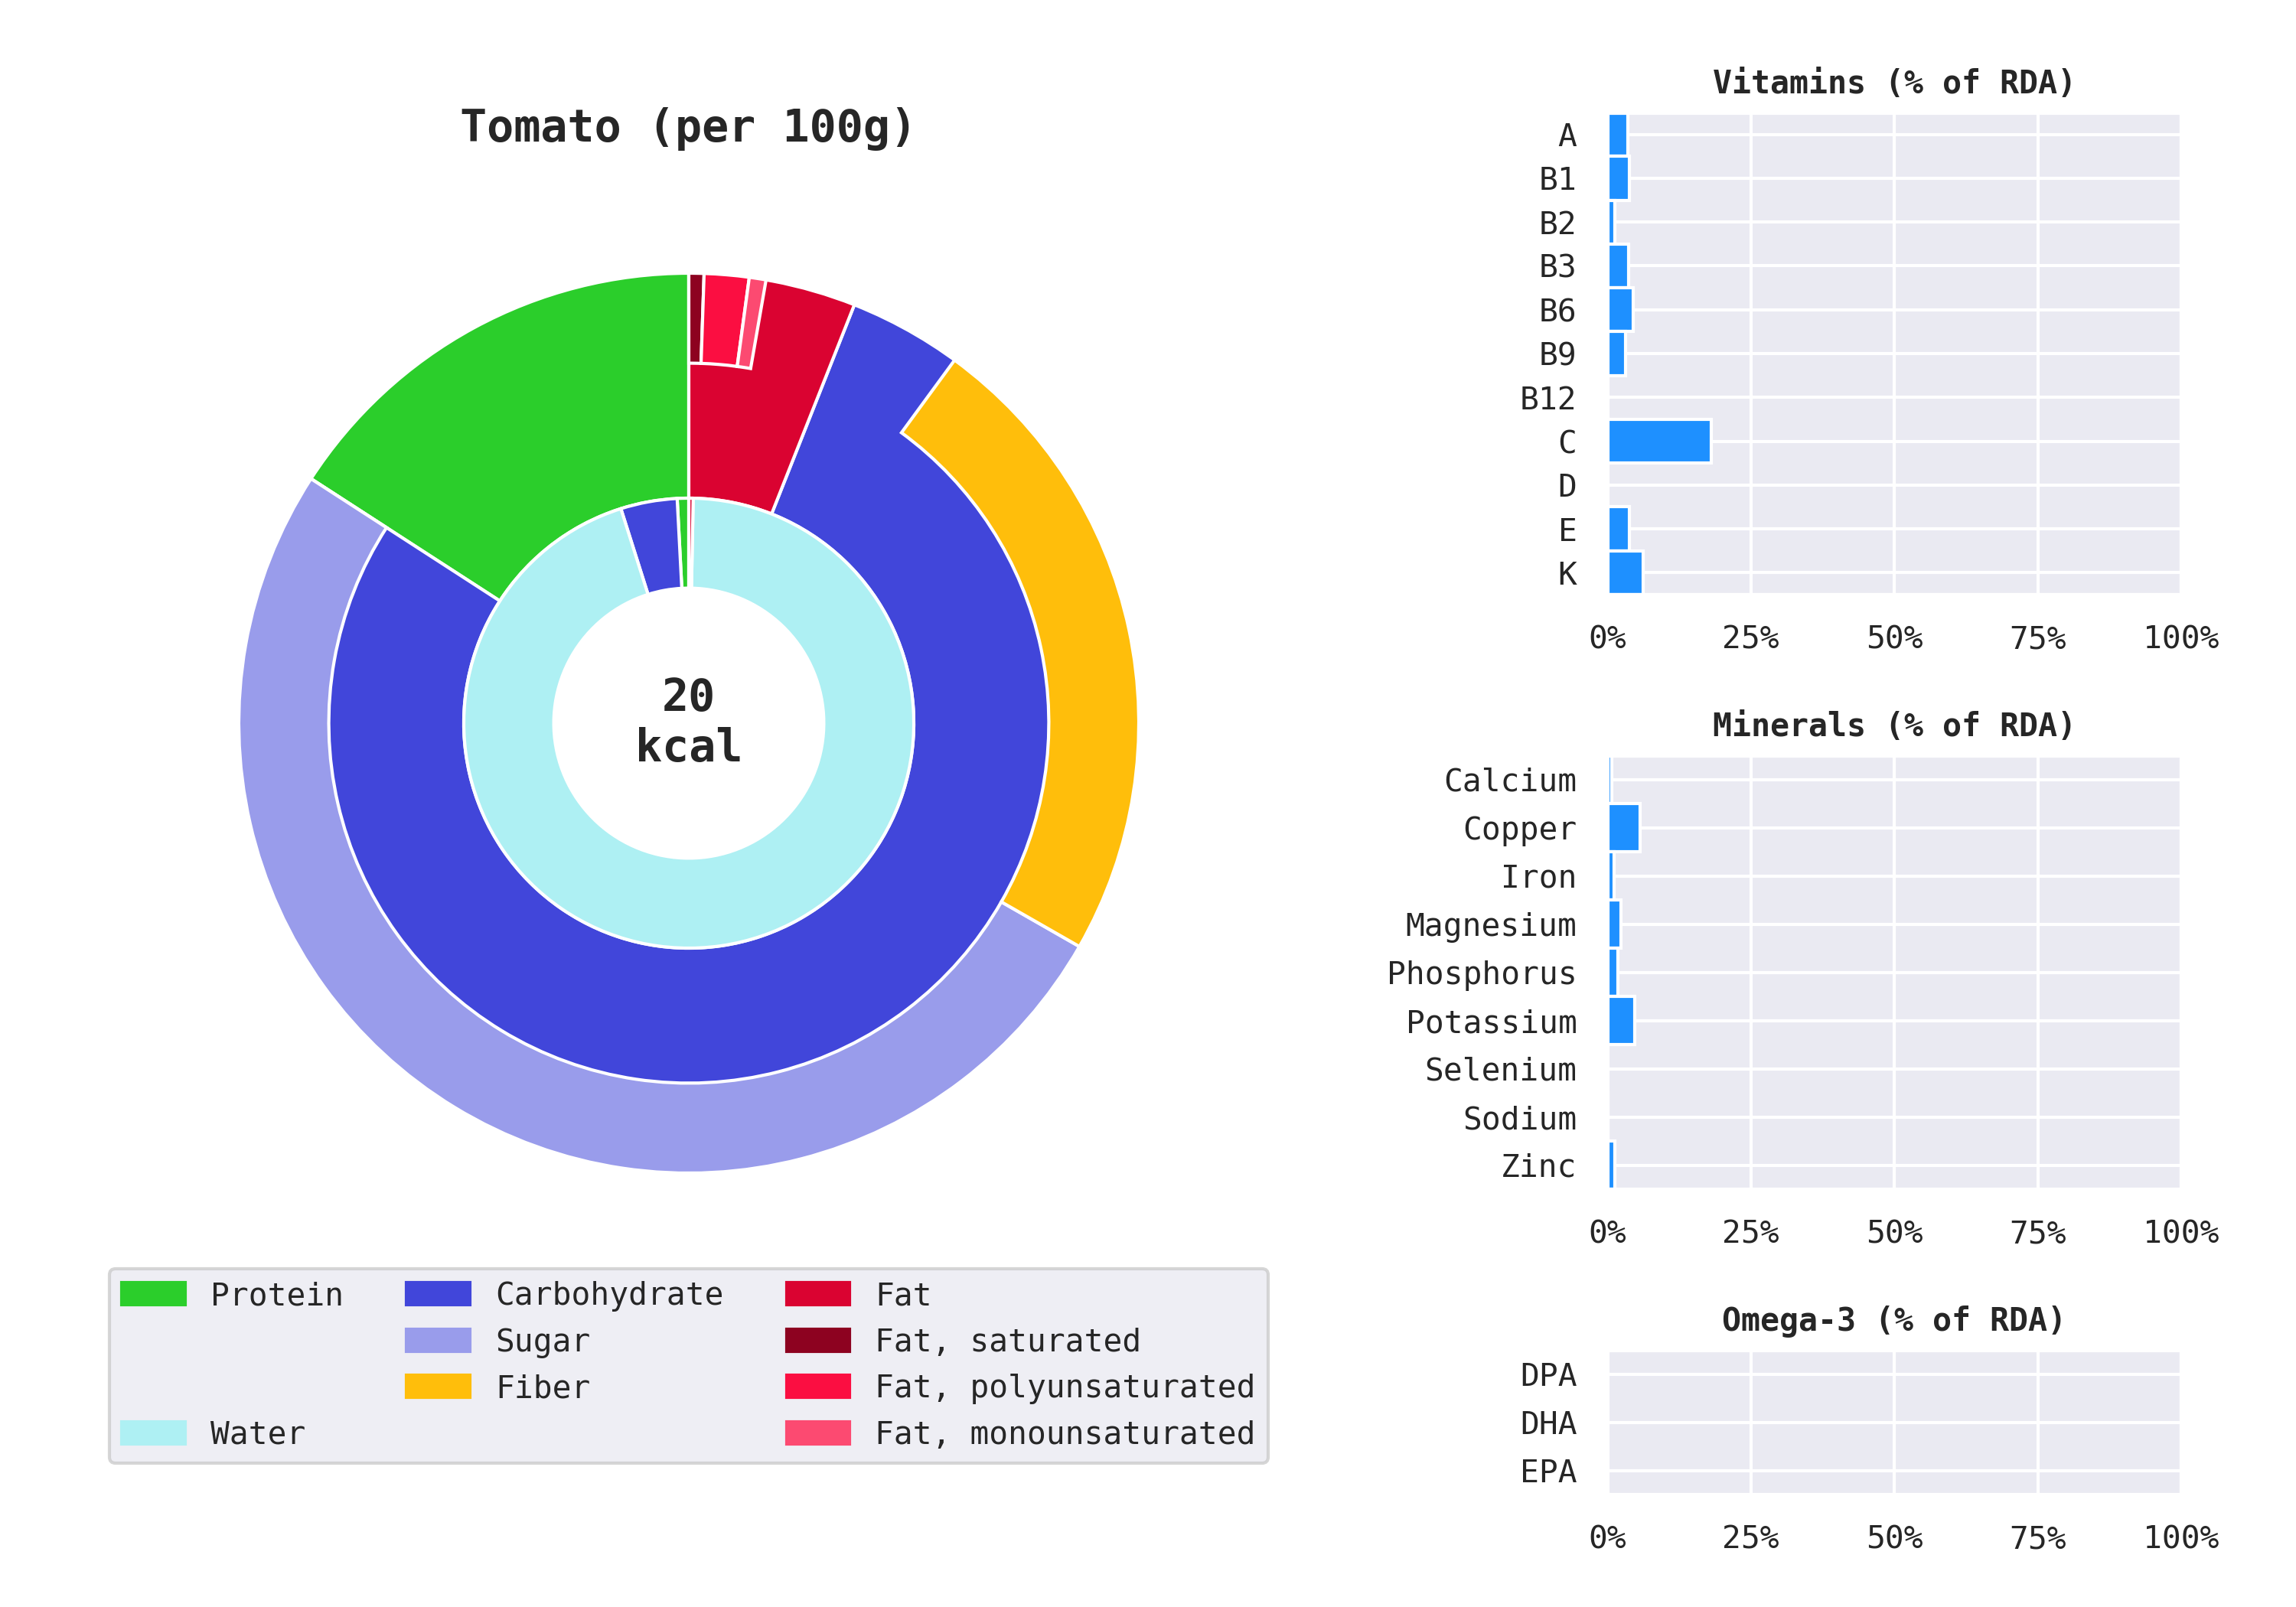 Tomato (per 100g)
20
kcal
Protein
Water
Carbohydrate
Sugar
Fiber
Fat
Fat, saturated
Fat, polyunsaturated
Fat, monounsaturated
Vitamins (% of RDA)
A
B1
B2
B3
B6
B9
B12
C
D
E
K
0% 25% 50% 75% 100%
Minerals (% of RDA)
Calcium
Copper
Iron
Magnesium
Phosphorus
Potassium
Selenium
Sodium
Zinc
0% 25% 50% 75% 100%
Omega-3 (% of RDA)
DPA
DHA
EPA
0% 25% 50% 75% 100%